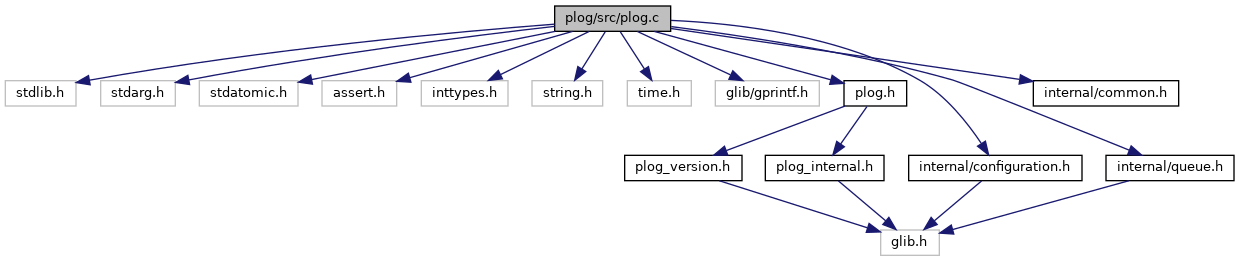 plog/src/plog.c
stdlib.h
stdarg.h
stdatomic.h
assert.h
inttypes.h
string.h
time.h
glib/gprintf.h
plog.h
internal/common.h
plog_version.h
plog_internal.h
internal/configuration.h
internal/queue.h
glib.h